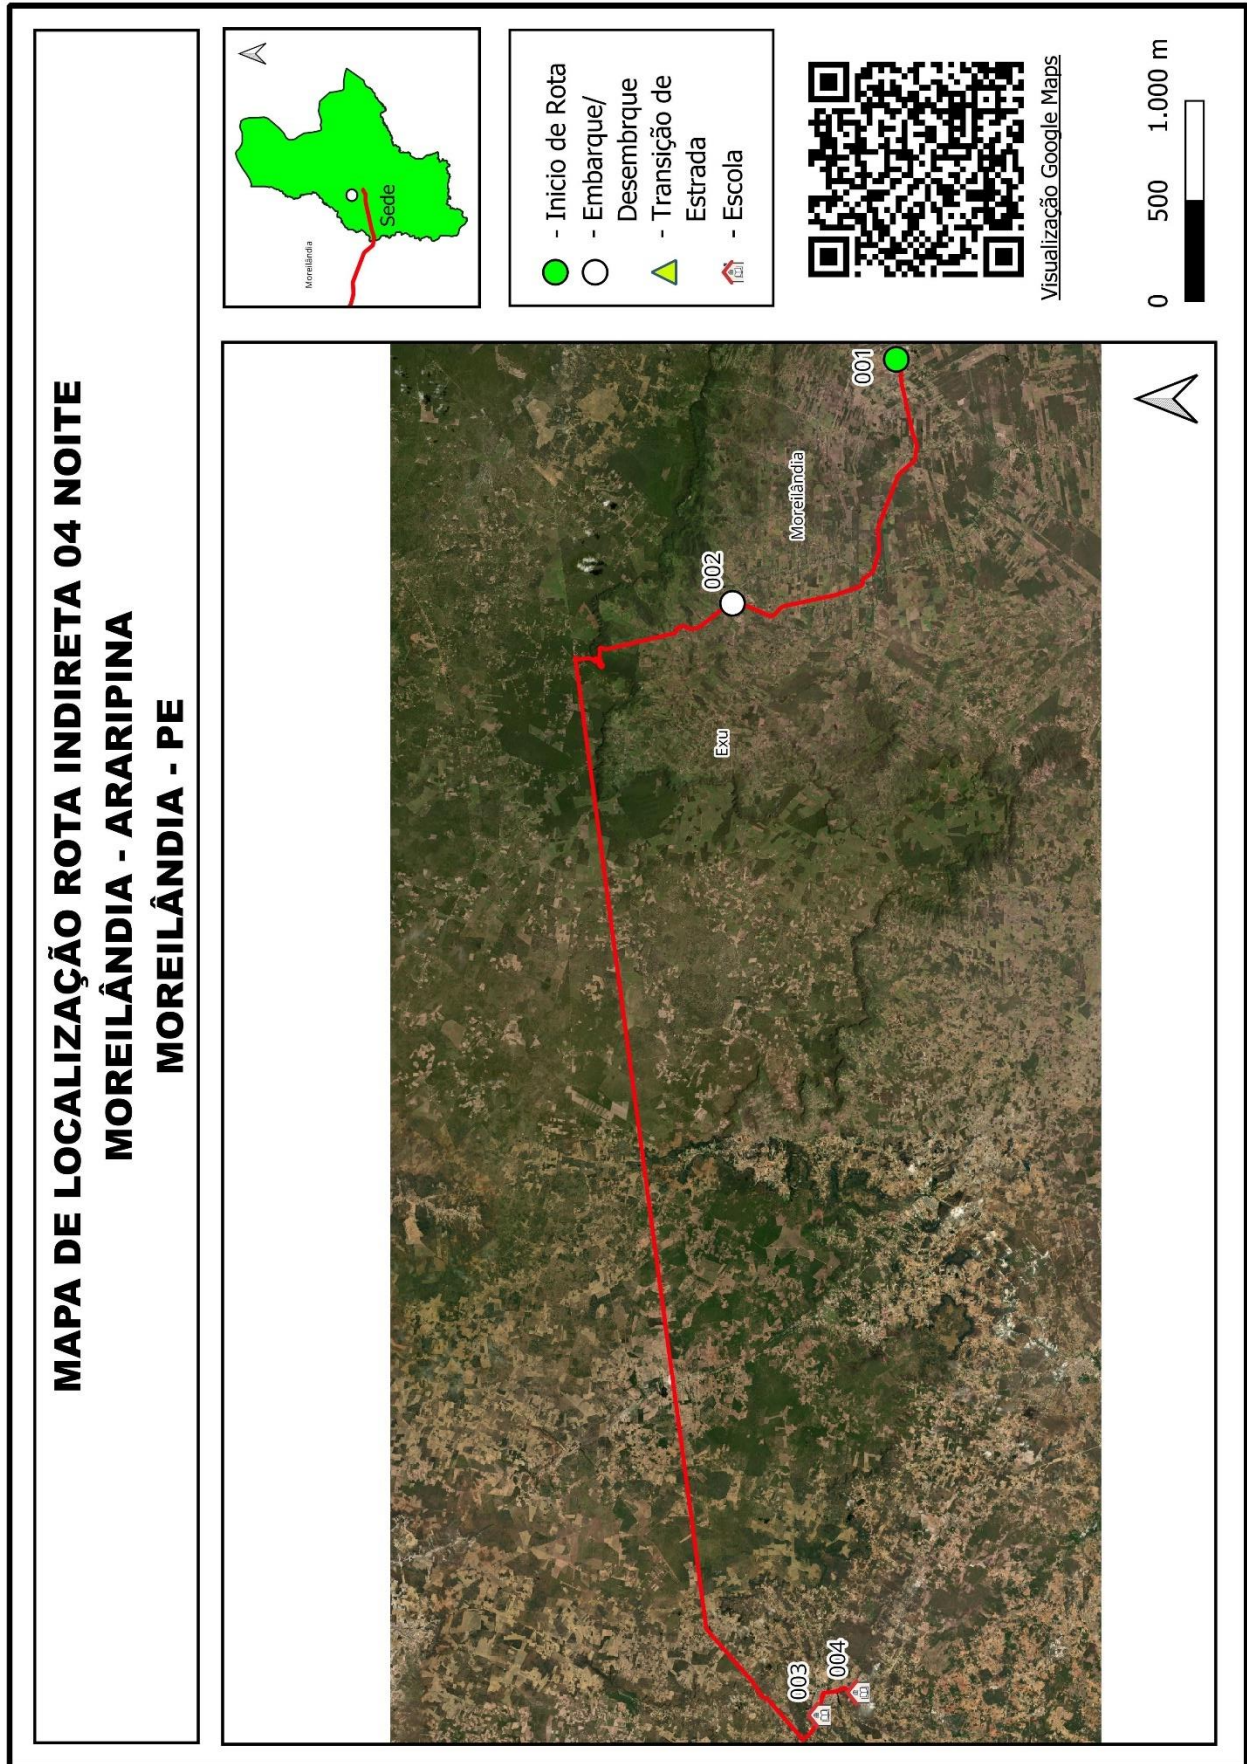 MAPA DE LOCALIZAÇÃO ROTA INDIRETA 04 NOITE
MOREILÂNDIA - ARARIPINA
MOREILÂNDIA - PE
Moreilândia
Sede
- Inicio de Rota
- Embarque/
Desembrque
- Transição de
Estrada
- Escola
Visualização Google Maps
0 500 1.000 m
001
002
Moreilândia
Exu
003
004